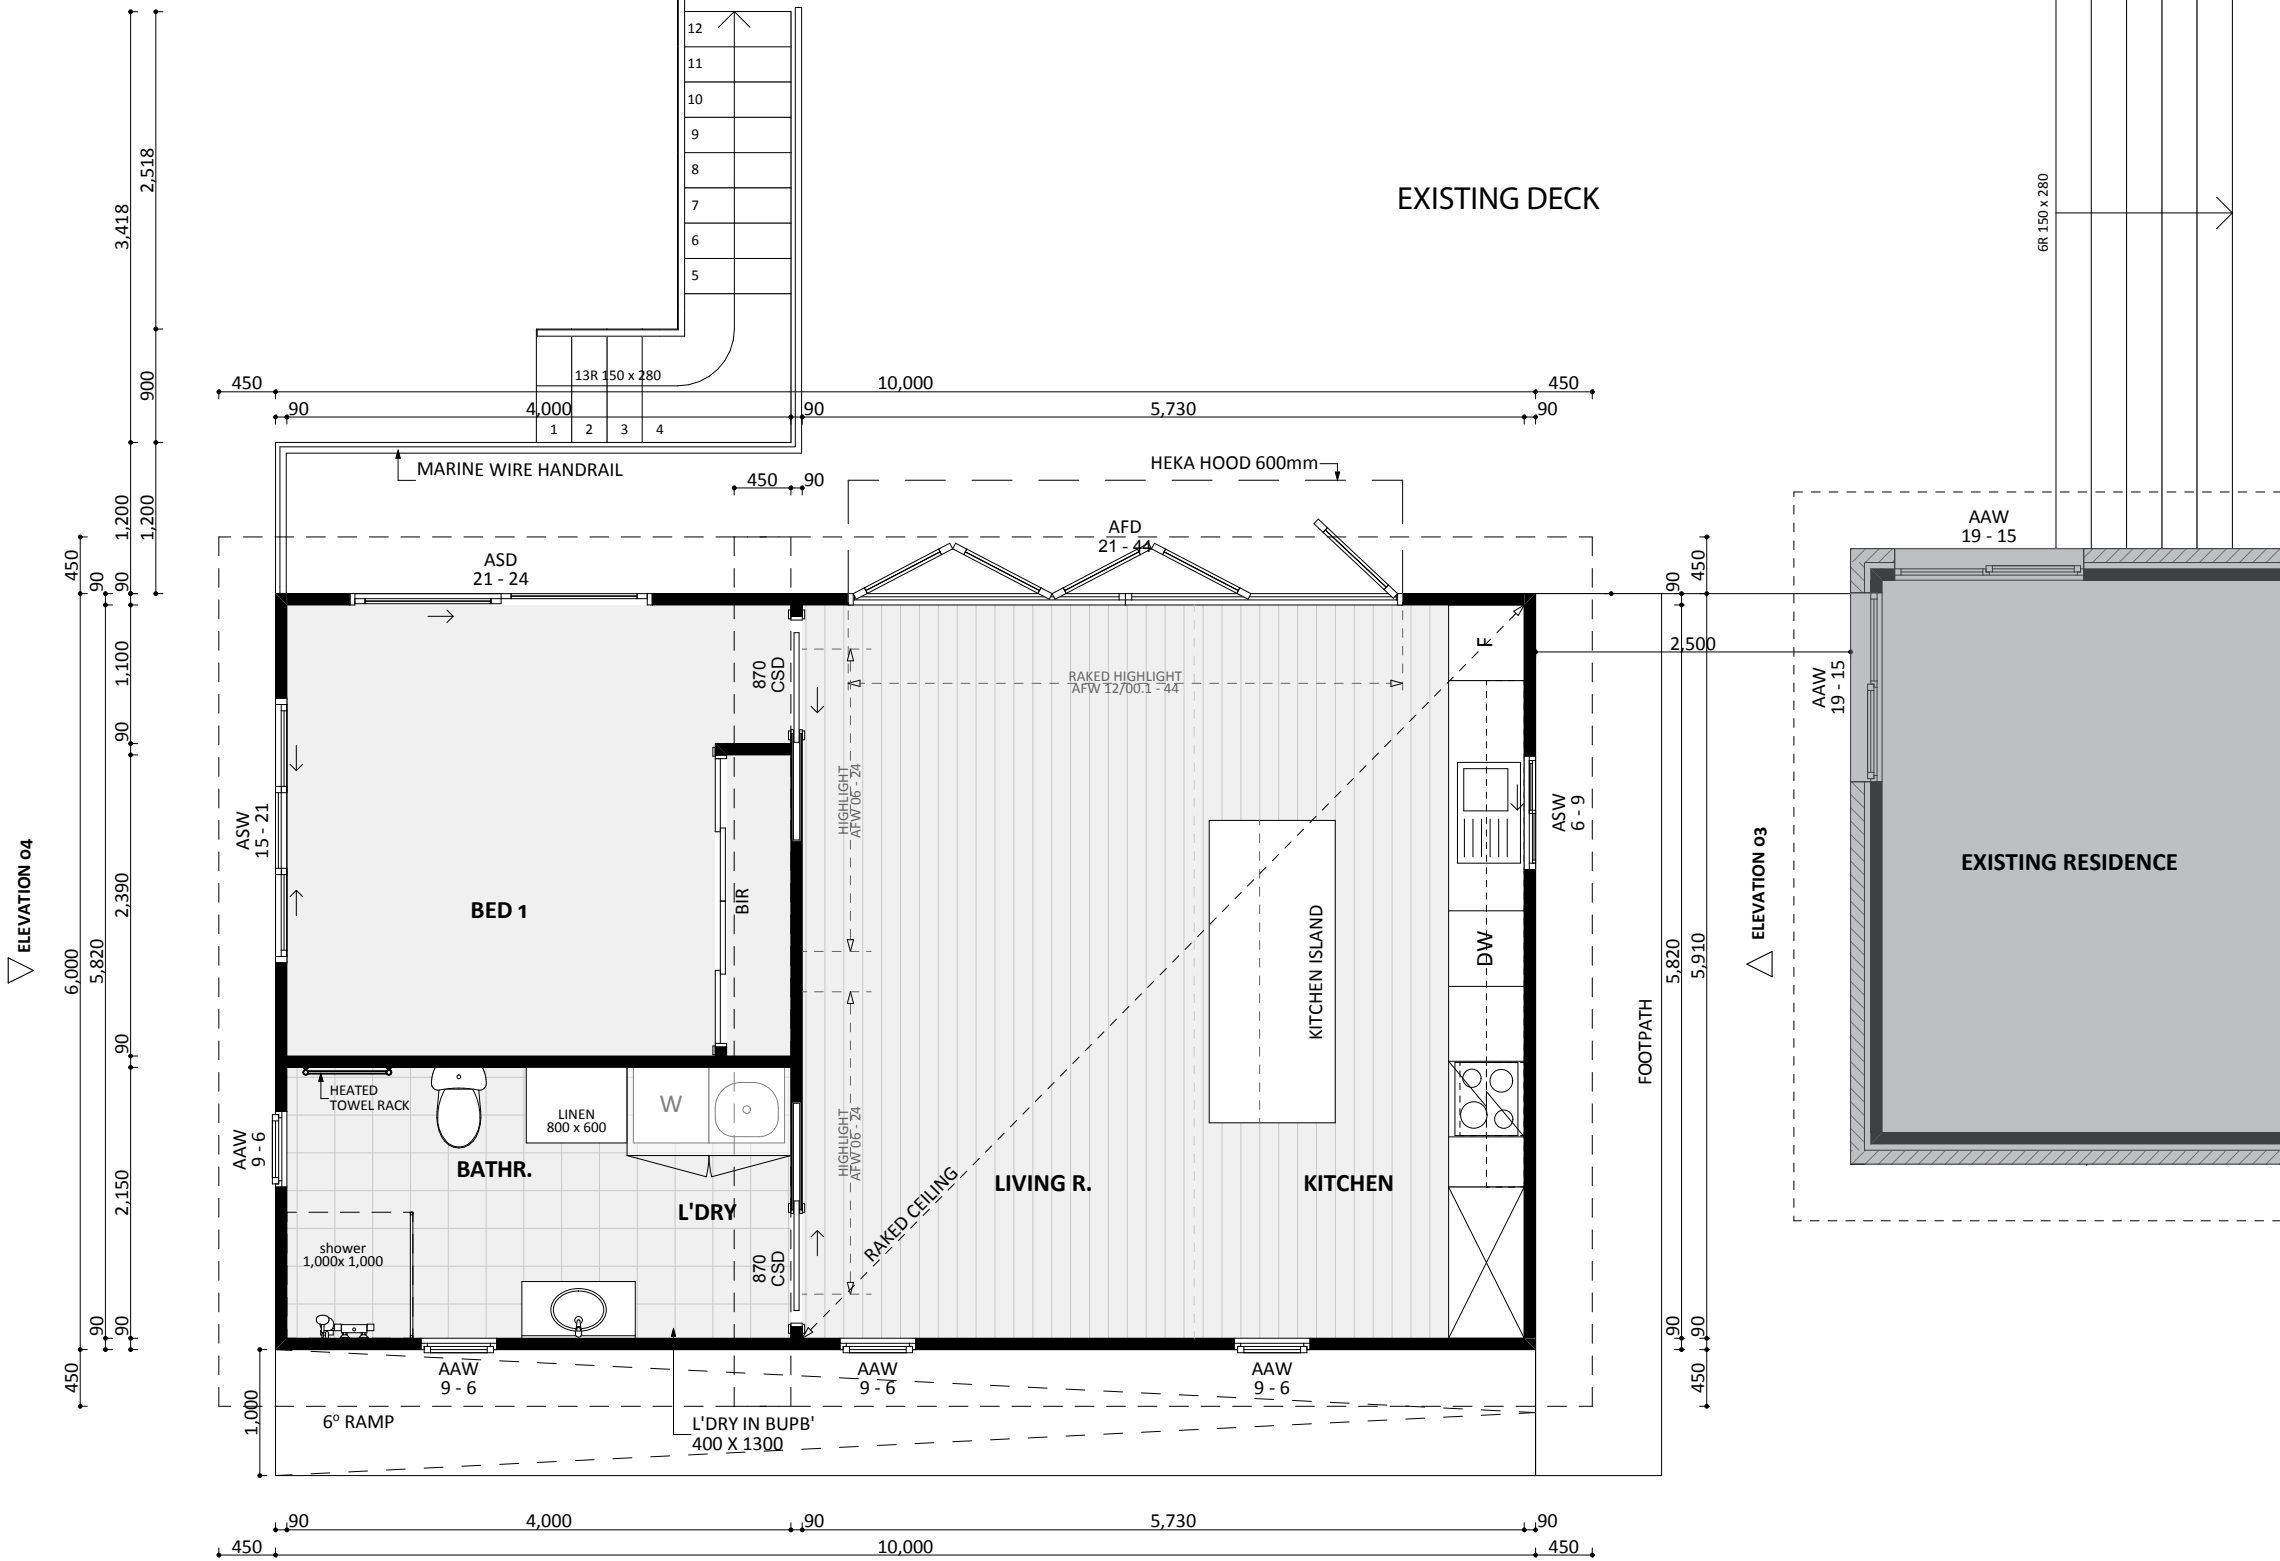 12
11
10
9
8
7
6
5
13R 150 x 280
1
2
3
4
2,518
3,418
900
1,200
1,200
EXISTING DECK
6R 150 x 280
450
10,000
450
90
4,000
90
5,730
90
MARINE WIRE HANDRAIL
HEKA HOOD 600mm
450
90
ASD
21 - 24
AFD
21 - 44
AAW
19 - 15
450
90
90
1,100
90
2,390
6,000
5,820
90
2,150
90
90
450
1,000
ELEVATION 04
ASW
15 - 21
AAW
9 - 6
870
CSD
RAKED HIGHLIGHT
AFW 12/00.1 - 44
HIGHLIGHT
AFW 06 - 24
F
BED 1
BIR
KITCHEN ISLAND
DW
ASW
6 - 9
2,500
450
90
AAW
19 - 15
EXISTING RESIDENCE
ELEVATION 03
5,820
5,910
FOOTPATH
90
90
450
HEATED
TOWEL RACK
LINEN
800 x 600
W
BATHR.
L'DRY
shower
1,000x 1,000
870
CSD
HIGHLIGHT
AFW 06 - 24
RAKED CEILING
LIVING R.
KITCHEN
AAW
9 - 6
AAW
9 - 6
AAW
9 - 6
6° RAMP
L'DRY IN BUPB'
400 X 1300
90
4,000
90
5,730
90
450
10,000
450